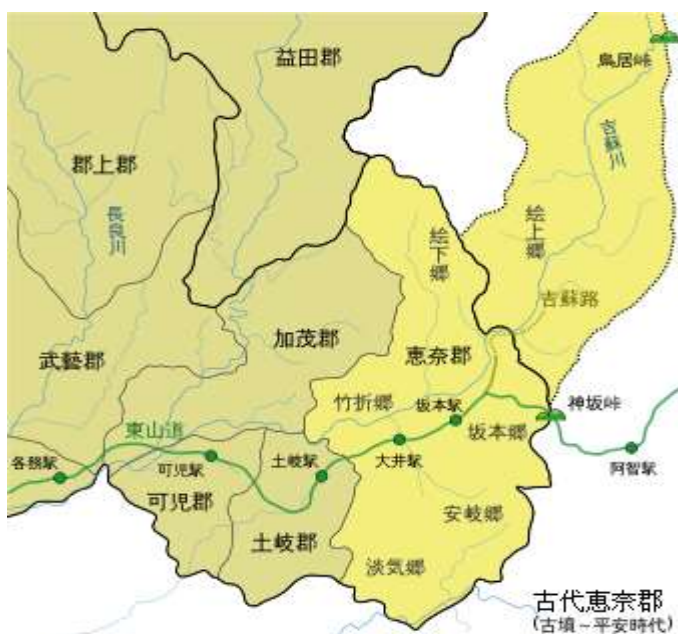 益田郡
鳥居峠
郡上郡
吉蘇川
長良川
絵下郷
絵上郷
吉蘇路
加茂郡
武藝郡
恵奈郡
竹折郷
坂本駅
神坂峠
東山道
坂本郷
各務駅
可児駅
土岐駅
大井駅
阿智駅
可児郡
安岐郷
土岐郡
淡気郷
古代恵奈郡
(古墳～平安時代)